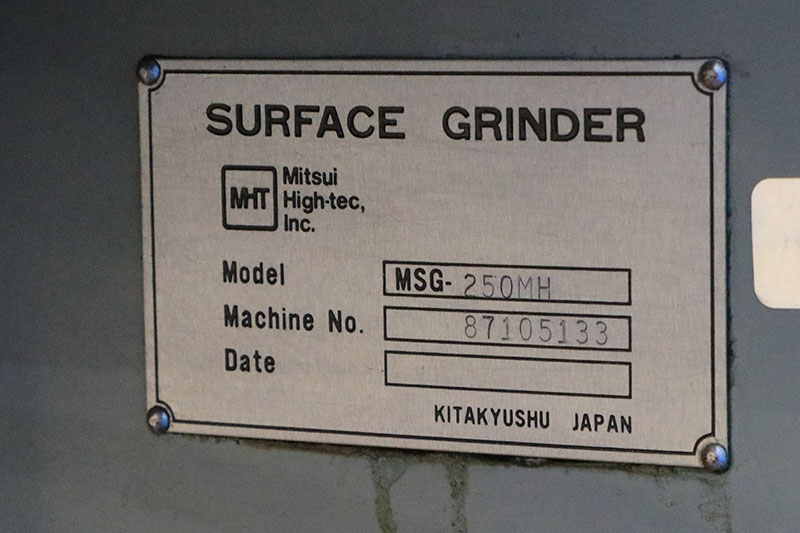 SURFACE GRINDER
MHT
Mitsui
High-tec,
Inc.
Model MSG-250MH
Machine No. 87105133
Date
KITAKYUSHU JAPAN